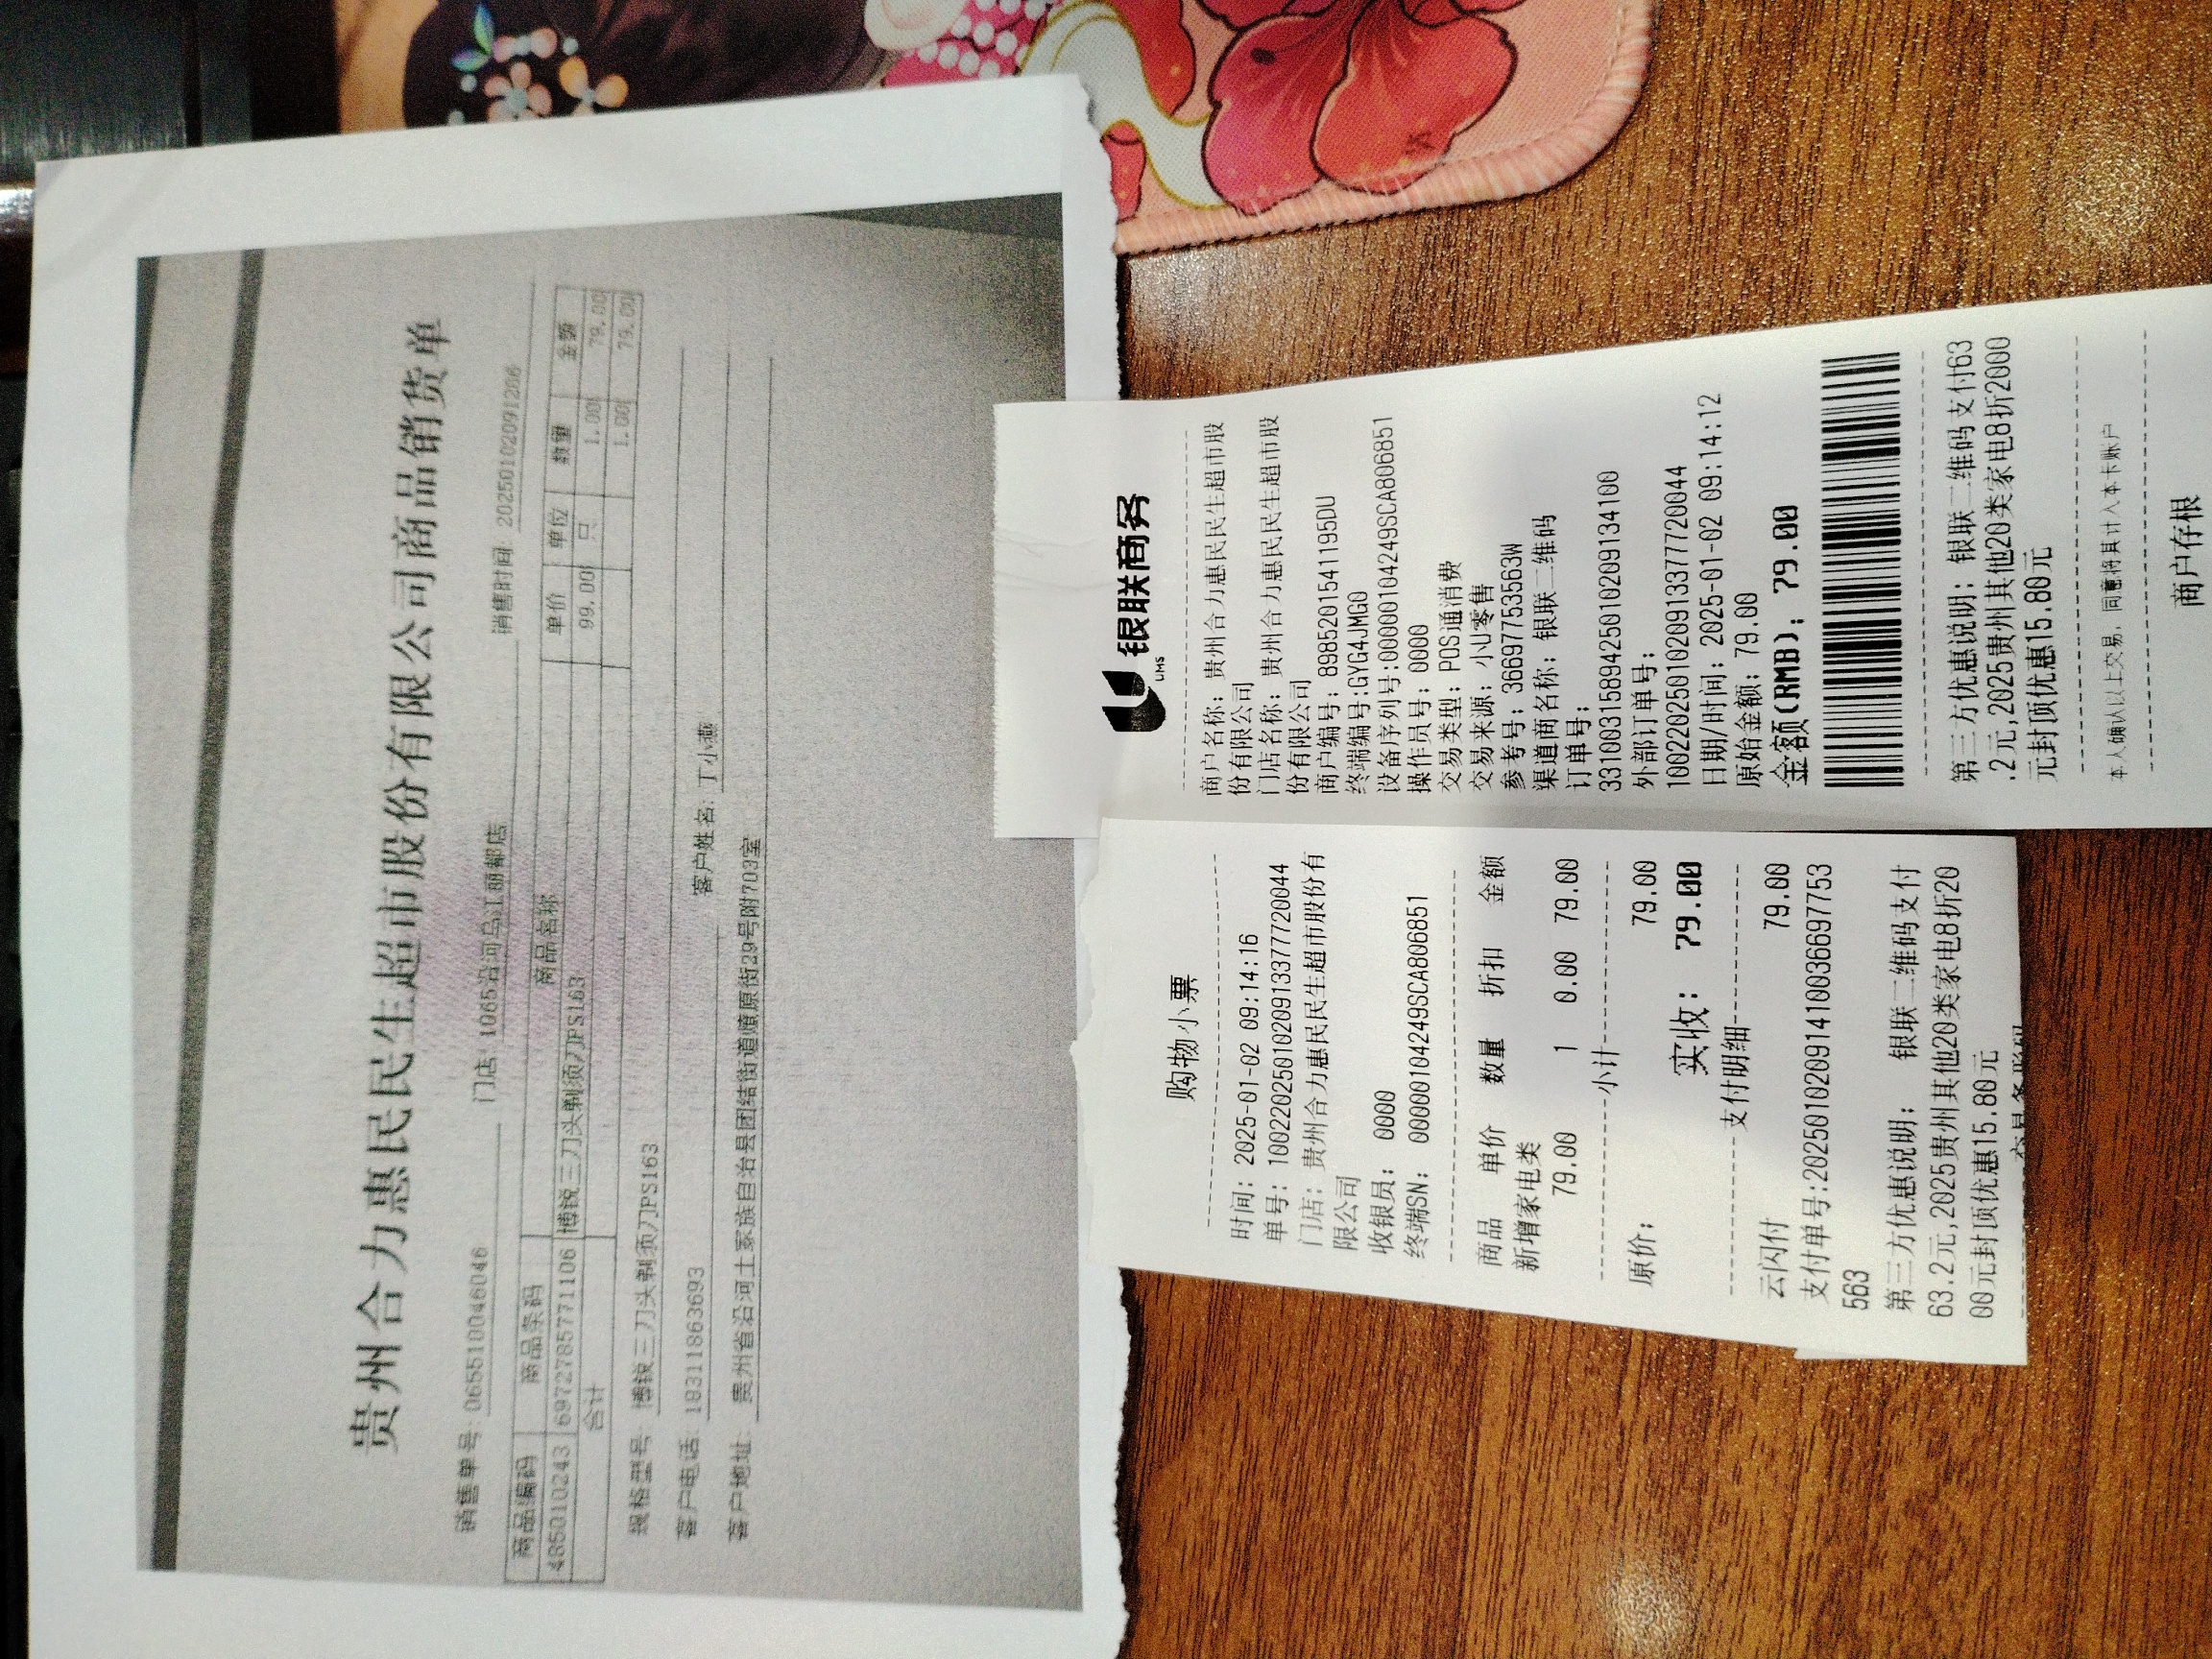 贵州合力惠民民生超市股份有限公司商品销货单
销售单号: 0655100046046 门店: 1065沿河乌江丽都店 销售时间: 20250102091206
商品编码 商品条码 商品名称 单价 单位 数量 金额
485010243 6972785771106 博锐三刀头剃须刀PS163 99.00 只 1.00 79.00
合计 1.00 79.00
规格型号: 博锐三刀头剃须刀PS163
客户电话: 18311863693 客户姓名: 丁小燕
客户地址: 贵州省沿河土家族自治县团结街道燎原街29号附703室
购物小票
时间: 2025-01-02 09:14:16
单号: 1002202501020913377720044
门店: 贵州合力惠民民生超市股份有
限公司
收银员: 0000
终端SN: 00000104249SCA806851
商品 单价 数量 折扣 金额
新增家电类
79.00 1 0.00 79.00
小计
原价: 79.00
实收: 79.00
支付明细
云闪付 79.00
支付单号:2025010209141003669775 3
563
第三方优惠说明: 银联二维码支付
63.2元,2025贵州其他20类家电8折20
00元封顶优惠15.80元
银联商务
UMS
商户名称: 贵州合力惠民民生超市股
份有限公司
门店名称: 贵州合力惠民民生超市股
份有限公司
商户编号: 8985201541195DU
终端编号:GYG4JMG0
设备序列号:00000104249SCA806851
操作员号: 0000
交易类型: POS通消费
交易来源: 小U零售
参考号: 36697753 5563W
渠道商名称: 银联二维码
订单号:
33100315894250102 09134100
外部订单号:
10022025010209133777720044
日期/时间: 2025-01-02 09:14:12
原始金额: 79.00
金额(RMB): 79.00
第三方优惠说明: 银联二维码支付63
.2元,2025贵州其他20类家电8折2000
元封顶优惠15.80元
本人确认以上交易, 同意将其计入本卡账户
商户存根